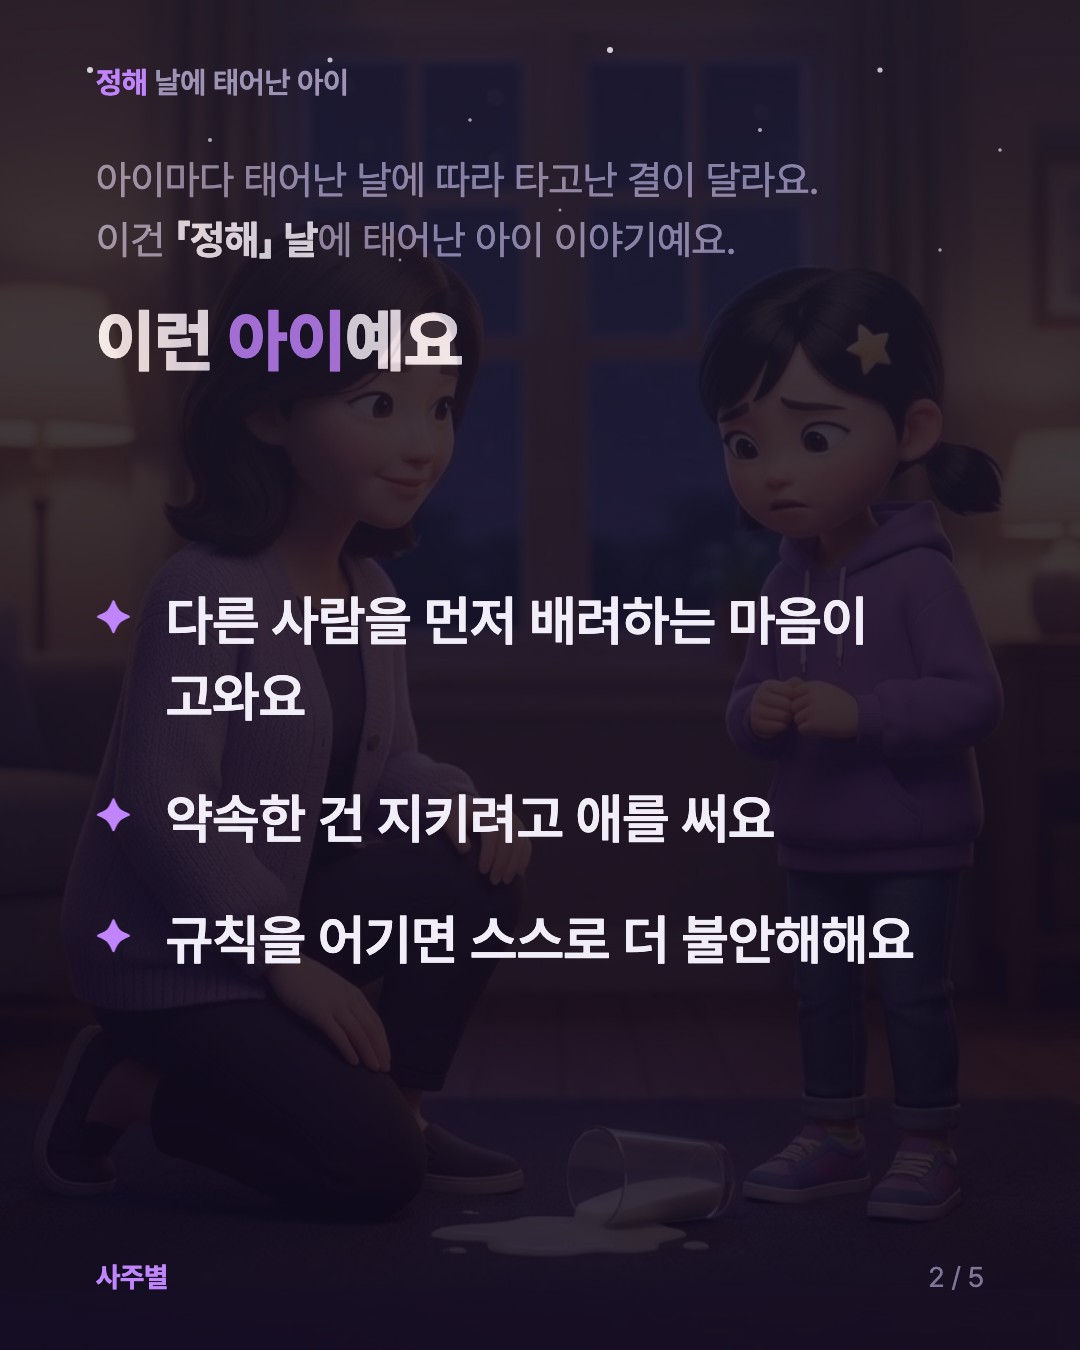 정해 날에 태어난 아이
아이마다 태어난 날에 따라 타고난 결이 달라요.
이건 「정해」 날에 태어난 아이 이야기예요.
이런 아이예요
다른 사람을 먼저 배려하는 마음이
고와요
약속한 건 지키려고 애를 써요
규칙을 어기면 스스로 더 불안해해요
사주별
2 / 5